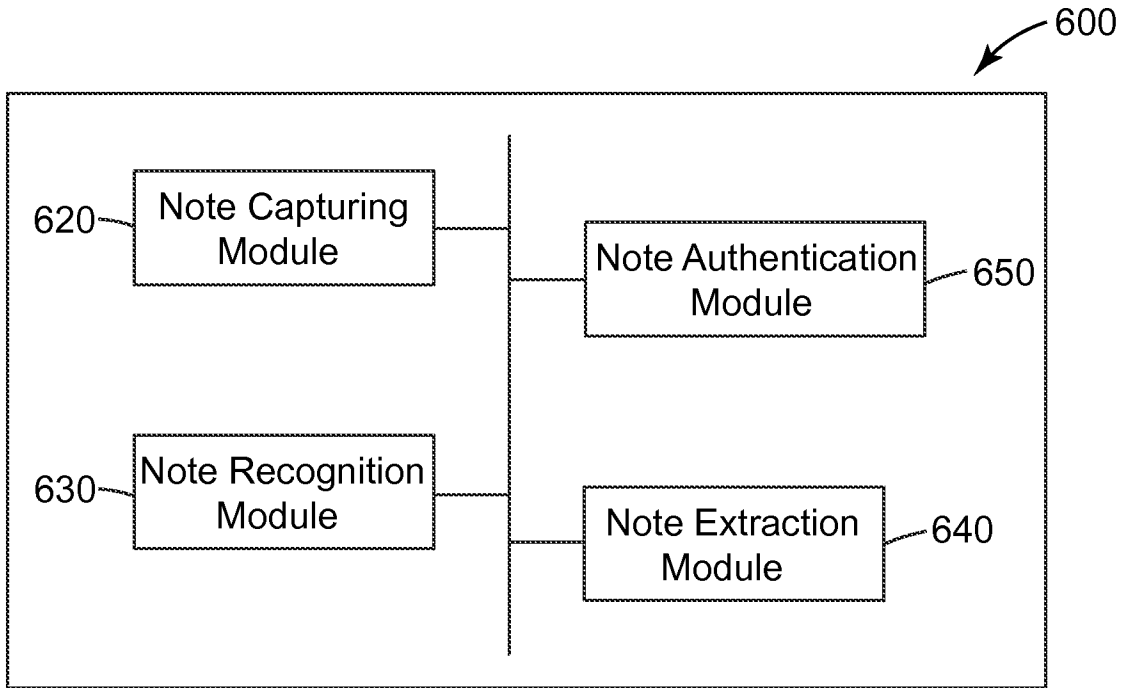 600
620
Note Capturing
Module
Note Authentication
Module
650
630
Note Recognition
Module
Note Extraction
Module
640